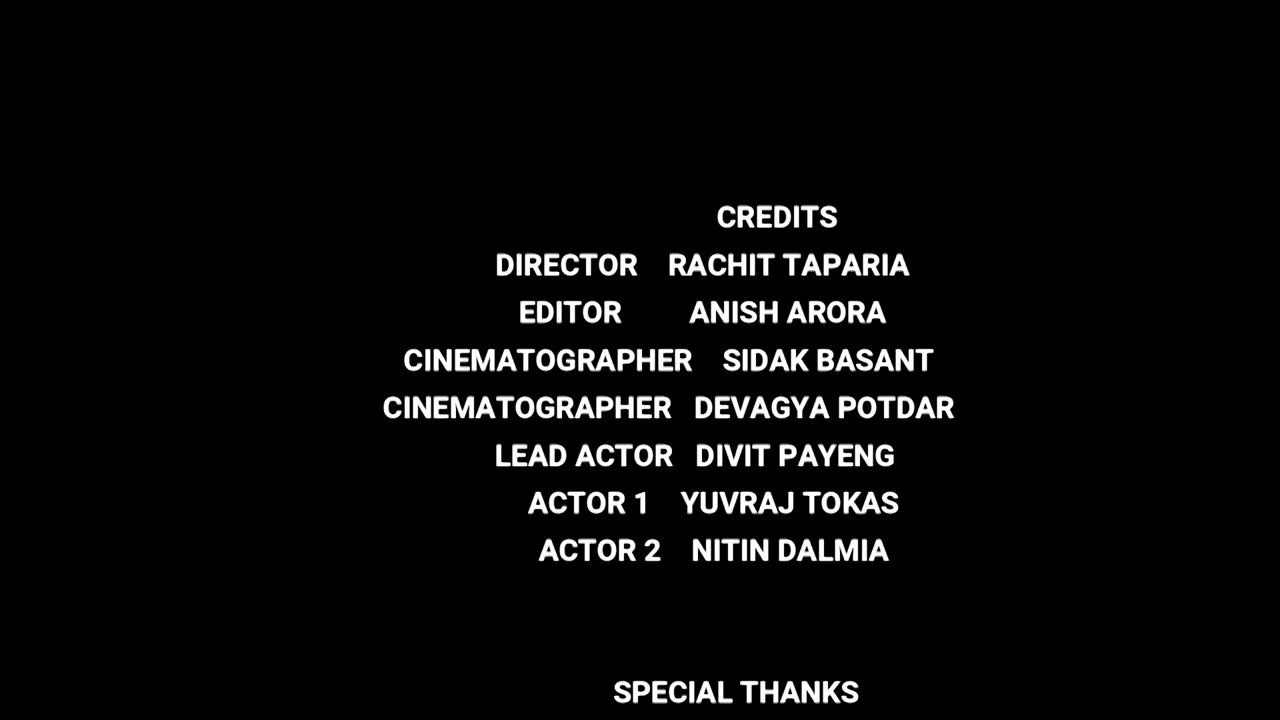 CREDITS
DIRECTOR RACHIT TAPARIA
EDITOR ANISH ARORA
CINEMATOGRAPHER SIDAK BASANT
CINEMATOGRAPHER DEVAGYA POTDAR
LEAD ACTOR DIVIT PAYENG
ACTOR 1 YUVRAJ TOKAS
ACTOR 2 NITIN DALMIA
SPECIAL THANKS